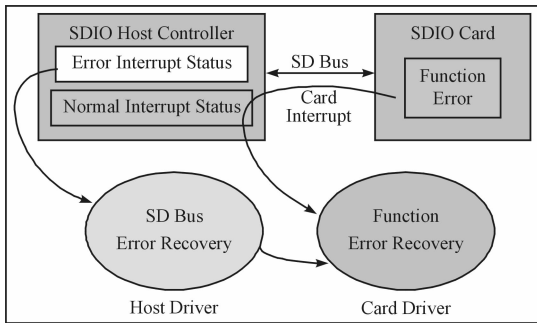 SDIO Host Controller
Error Interrupt Status
Normal Interrupt Status
SD Bus
Card
Interrupt
SDIO Card
Function
Error
SD Bus
Error Recovery
Function
Error Recovery
Host Driver
Card Driver